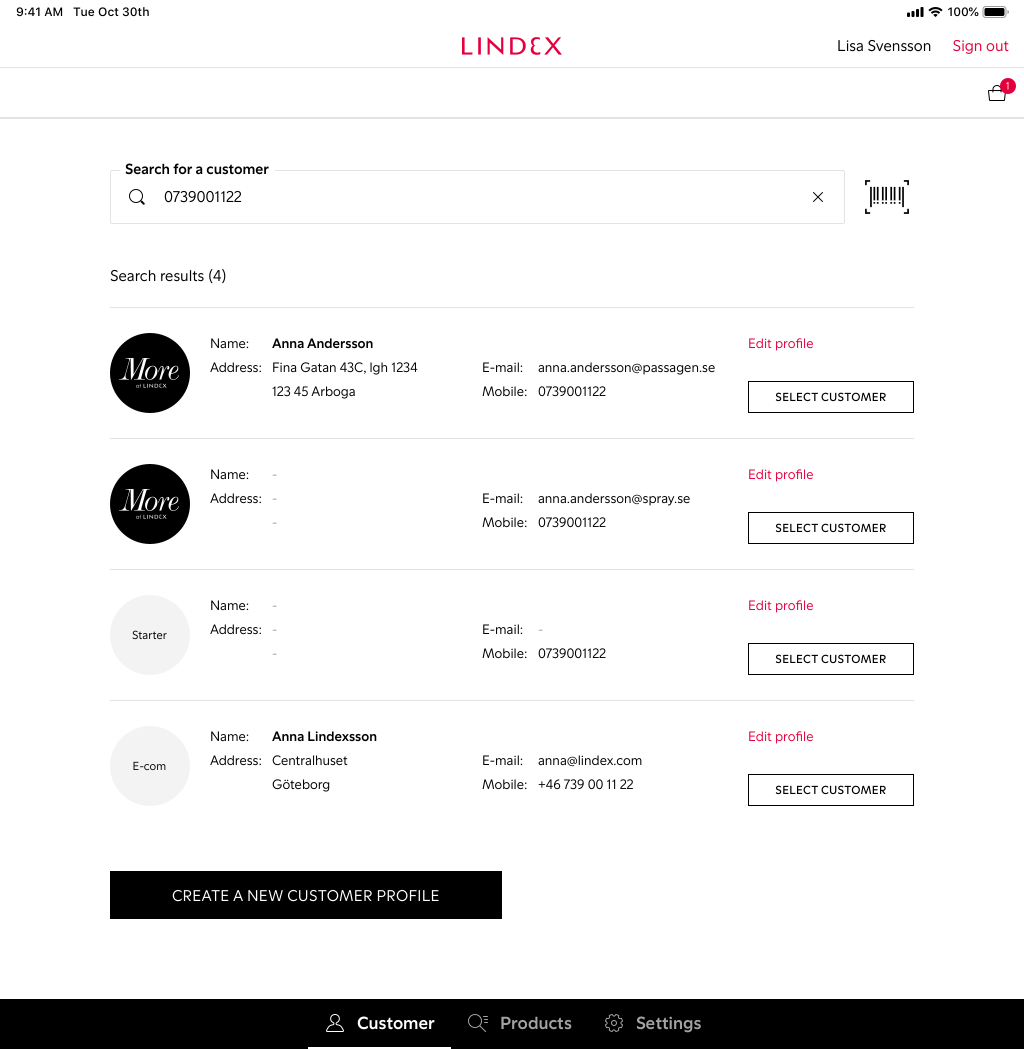 9:41 AM Tue Oct 30th 100%
LINDEX Lisa Svensson Sign out
1
Search for a customer
0739001122
Search results (4)
More
at LINDEX
Name: Anna Andersson
Address: Fina Gatan 43C, lgh 1234
123 45 Arboga
E-mail: anna.andersson@passagen.se
Mobile: 0739001122
Edit profile
SELECT CUSTOMER
More
at LINDEX
Name: -
Address: -
-
E-mail: anna.andersson@spray.se
Mobile: 0739001122
Edit profile
SELECT CUSTOMER
Starter
Name: -
Address: -
-
E-mail: -
Mobile: 0739001122
Edit profile
SELECT CUSTOMER
E-com
Name: Anna Lindexsson
Address: Centralhuset
Göteborg
E-mail: anna@lindex.com
Mobile: +46 739 00 11 22
Edit profile
SELECT CUSTOMER
CREATE A NEW CUSTOMER PROFILE
Customer Products Settings